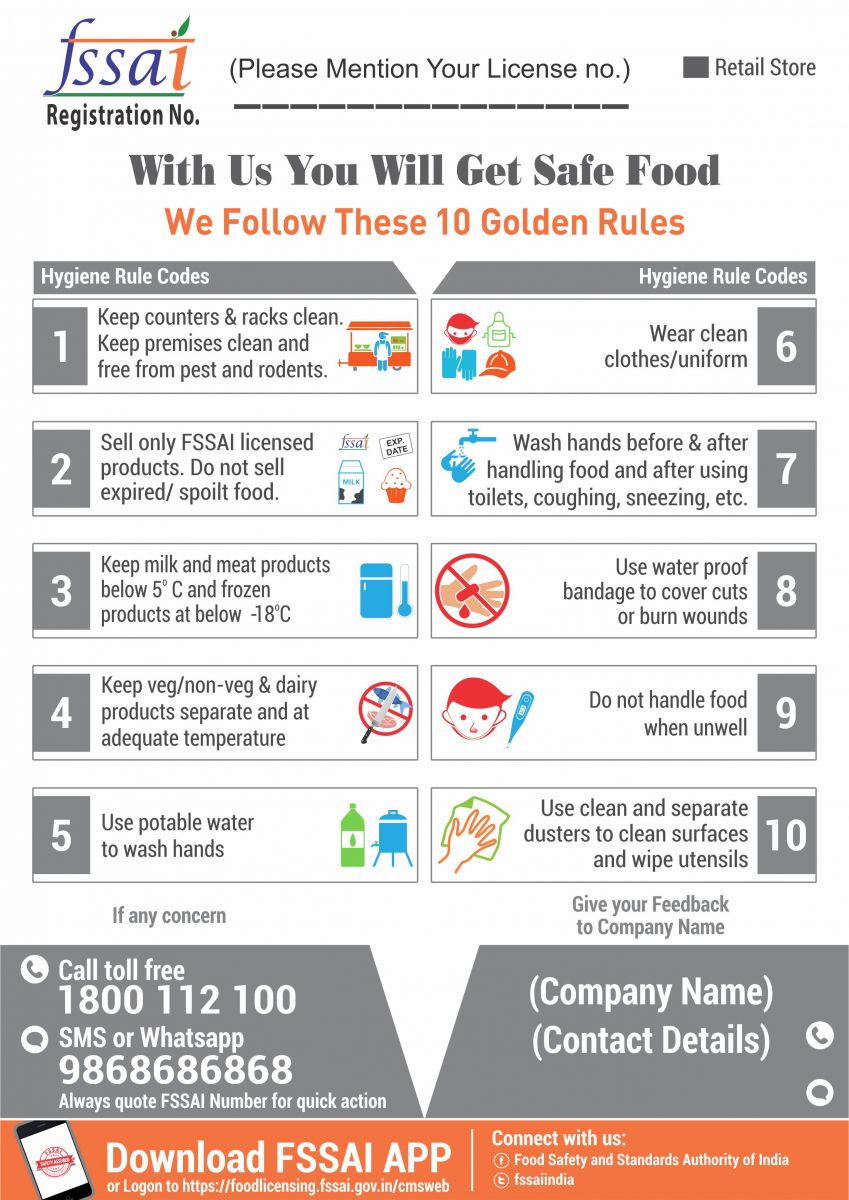 fssai
Registration No.
(Please Mention Your License no.)
Retail Store
With Us You Will Get Safe Food
We Follow These 10 Golden Rules
Hygiene Rule Codes
1
Keep counters & racks clean.
Keep premises clean and
free from pest and rodents.
2
Sell only FSSAI licensed
products. Do not sell
expired/ spoilt food.
fssai
EXP.
DATE
MILK
3
Keep milk and meat products
below 5° C and frozen
products at below -18°C
4
Keep veg/non-veg & dairy
products separate and at
adequate temperature
5
Use potable water
to wash hands
Hygiene Rule Codes
Wear clean
clothes/uniform
6
Wash hands before & after
handling food and after using
toilets, coughing, sneezing, etc.
7
Use water proof
bandage to cover cuts
or burn wounds
8
Do not handle food
when unwell
9
Use clean and separate
dusters to clean surfaces
and wipe utensils
10
If any concern
Call toll free
1800 112 100
SMS or Whatsapp
9868686868
Always quote FSSAI Number for quick action
Give your Feedback
to Company Name
(Company Name)
(Contact Details)
SAFETY ASSURED
Download FSSAI APP
or Logon to https://foodlicensing.fssai.gov.in/cmsweb
Connect with us:
Food Safety and Standards Authority of India
fssaiindia